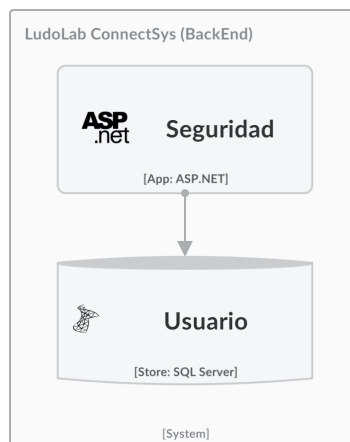 LudoLab ConnectSys (BackEnd)
ASP
.net
Seguridad
[App: ASP.NET]
Usuario
[Store: SQL Server]
[System]